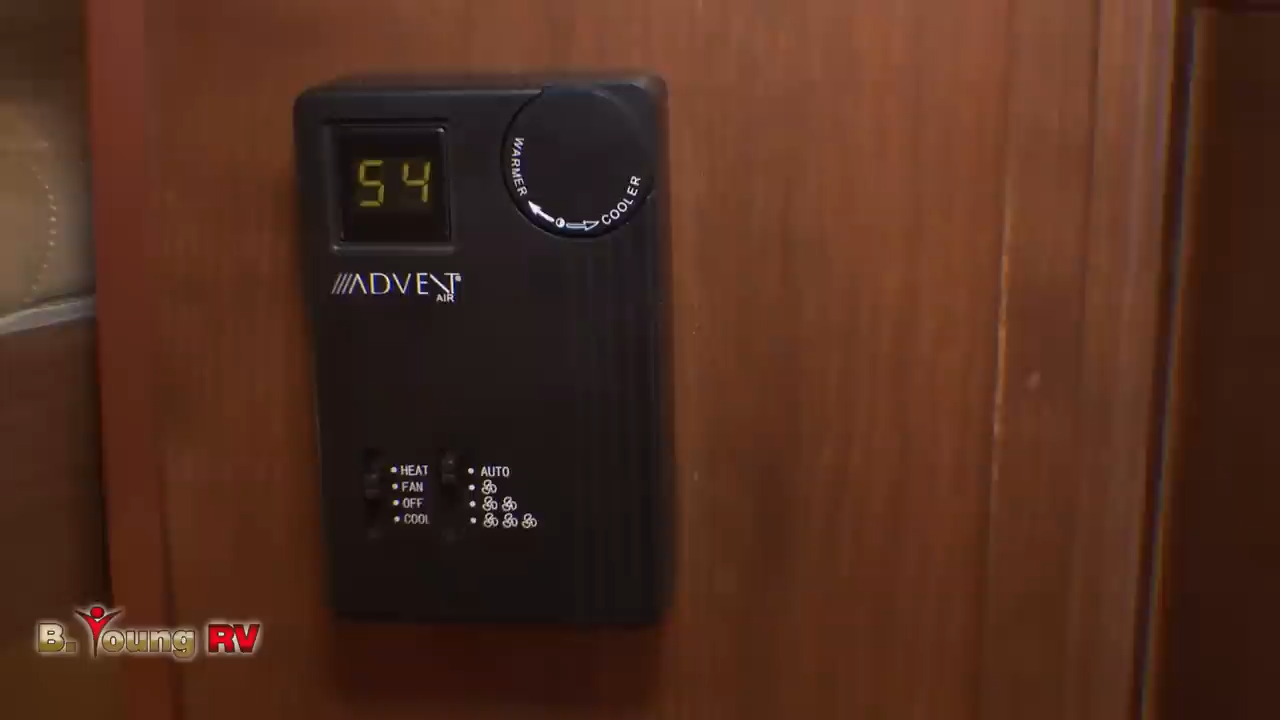 54
WARMER
COOLER
ADVENT
AIR
HEAT
FAN
OFF
COOL
AUTO
B. Young RV